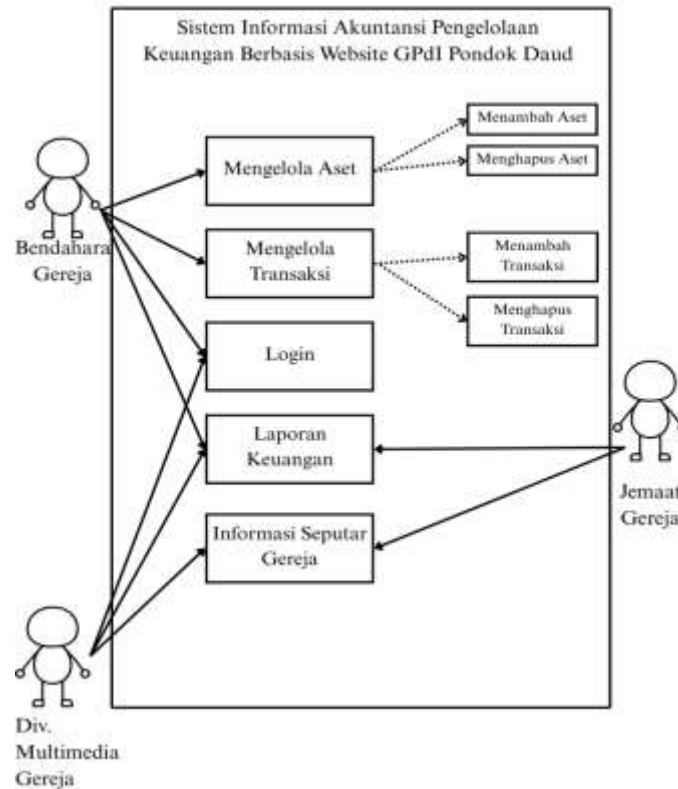 Sistem Informasi Akuntansi Pengelolaan
Keuangan Berbasis Website GPdI Pondok Daud
Menambah Aset
Mengelola Aset
Menghapus Aset
Bendahara
Gereja
Mengelola
Transaksi
Menambah
Transaksi
Menghapus
Transaksi
Login
Laporan
Keuangan
Jemaat
Gereja
Informasi Seputar
Gereja
Div.
Multimedia
Gereja